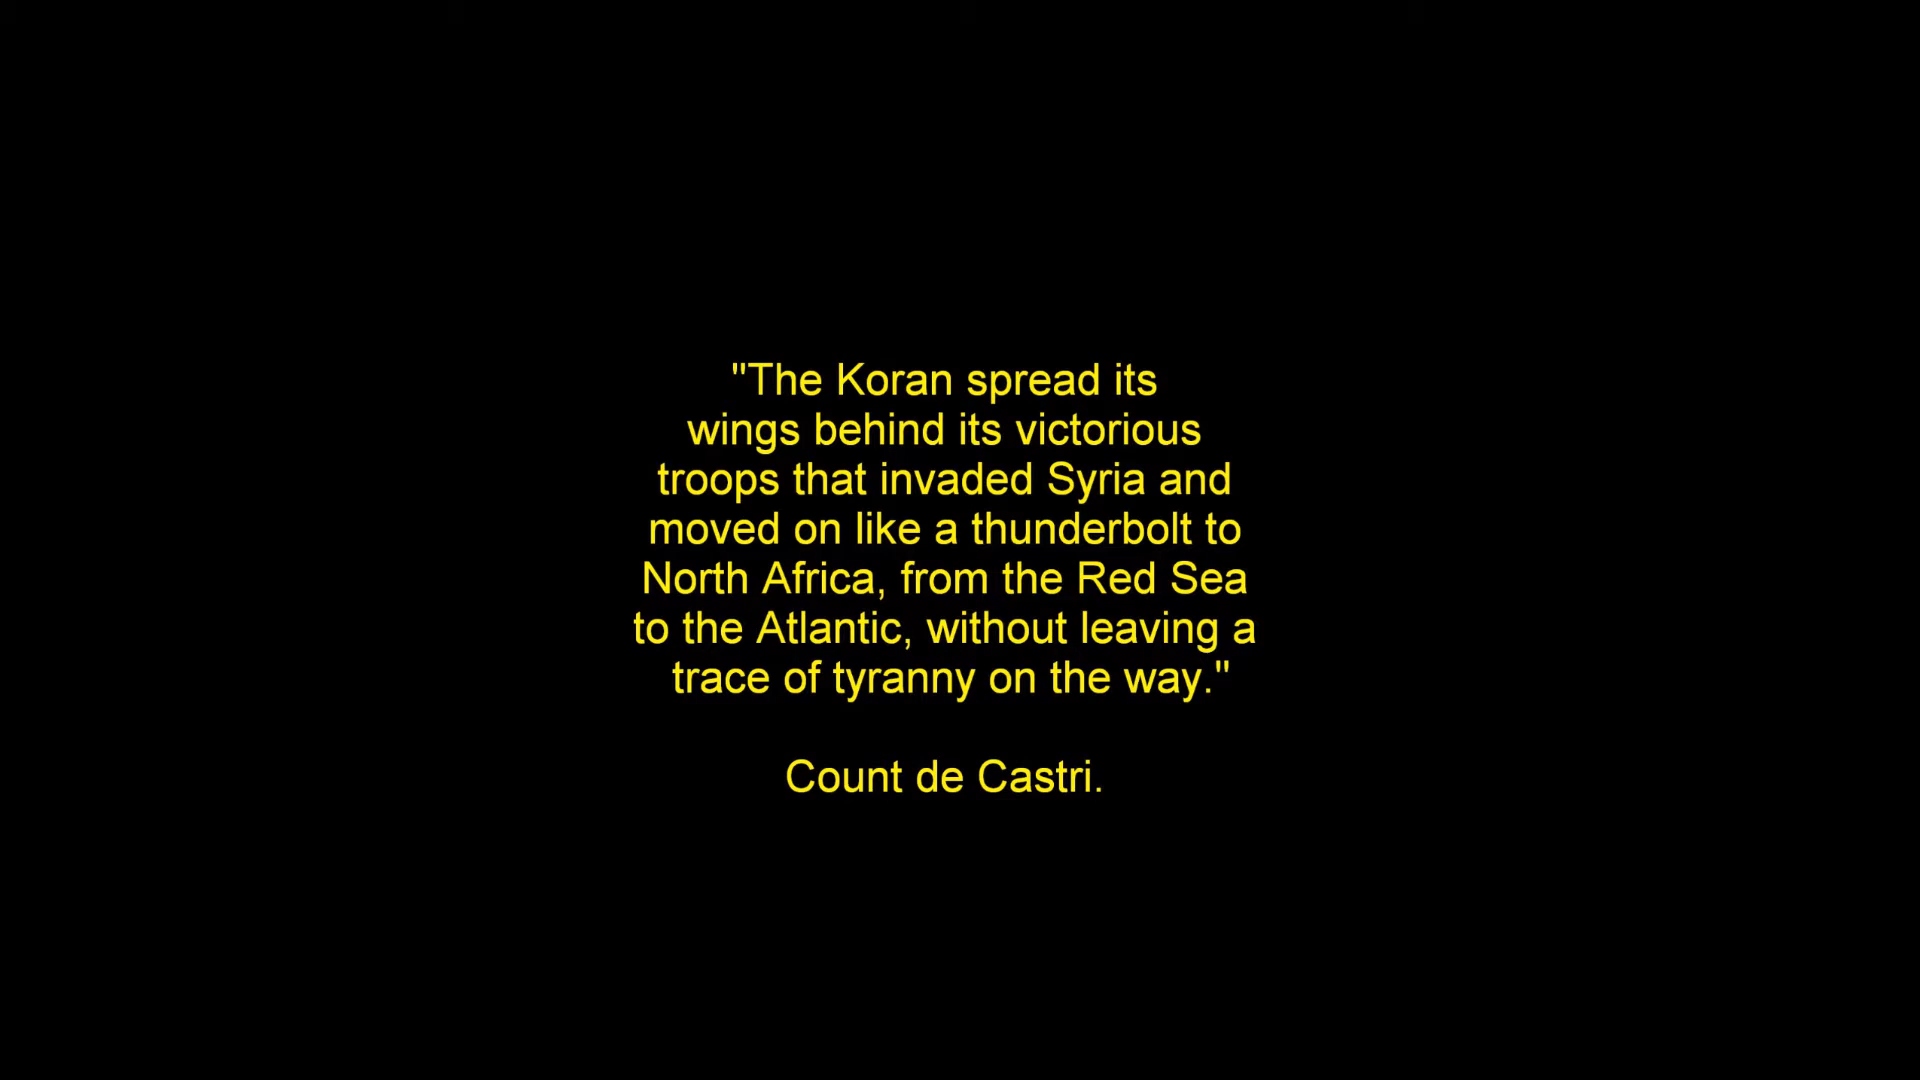 "The Koran spread its
wings behind its victorious
troops that invaded Syria and
moved on like a thunderbolt to
North Africa, from the Red Sea
to the Atlantic, without leaving a
trace of tyranny on the way."
Count de Castri.